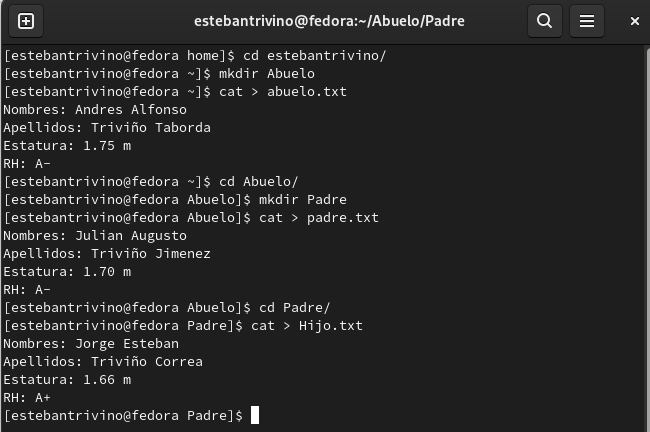 estebantrivino@fedora:~/Abuelo/Padre
[estebantrivino@fedora home]$ cd estebantrivino/
[estebantrivino@fedora ~]$ mkdir Abuelo
[estebantrivino@fedora ~]$ cat > abuelo.txt
Nombres: Andres Alfonso
Apellidos: Triviño Taborda
Estatura: 1.75 m
RH: A-
[estebantrivino@fedora ~]$ cd Abuelo/
[estebantrivino@fedora Abuelo]$ mkdir Padre
[estebantrivino@fedora Abuelo]$ cat > padre.txt
Nombres: Julian Augusto
Apellidos: Triviño Jimenez
Estatura: 1.70 m
RH: A-
[estebantrivino@fedora Abuelo]$ cd Padre/
[estebantrivino@fedora Padre]$ cat > Hijo.txt
Nombres: Jorge Esteban
Apellidos: Triviño Correa
Estatura: 1.66 m
RH: A+
[estebantrivino@fedora Padre]$